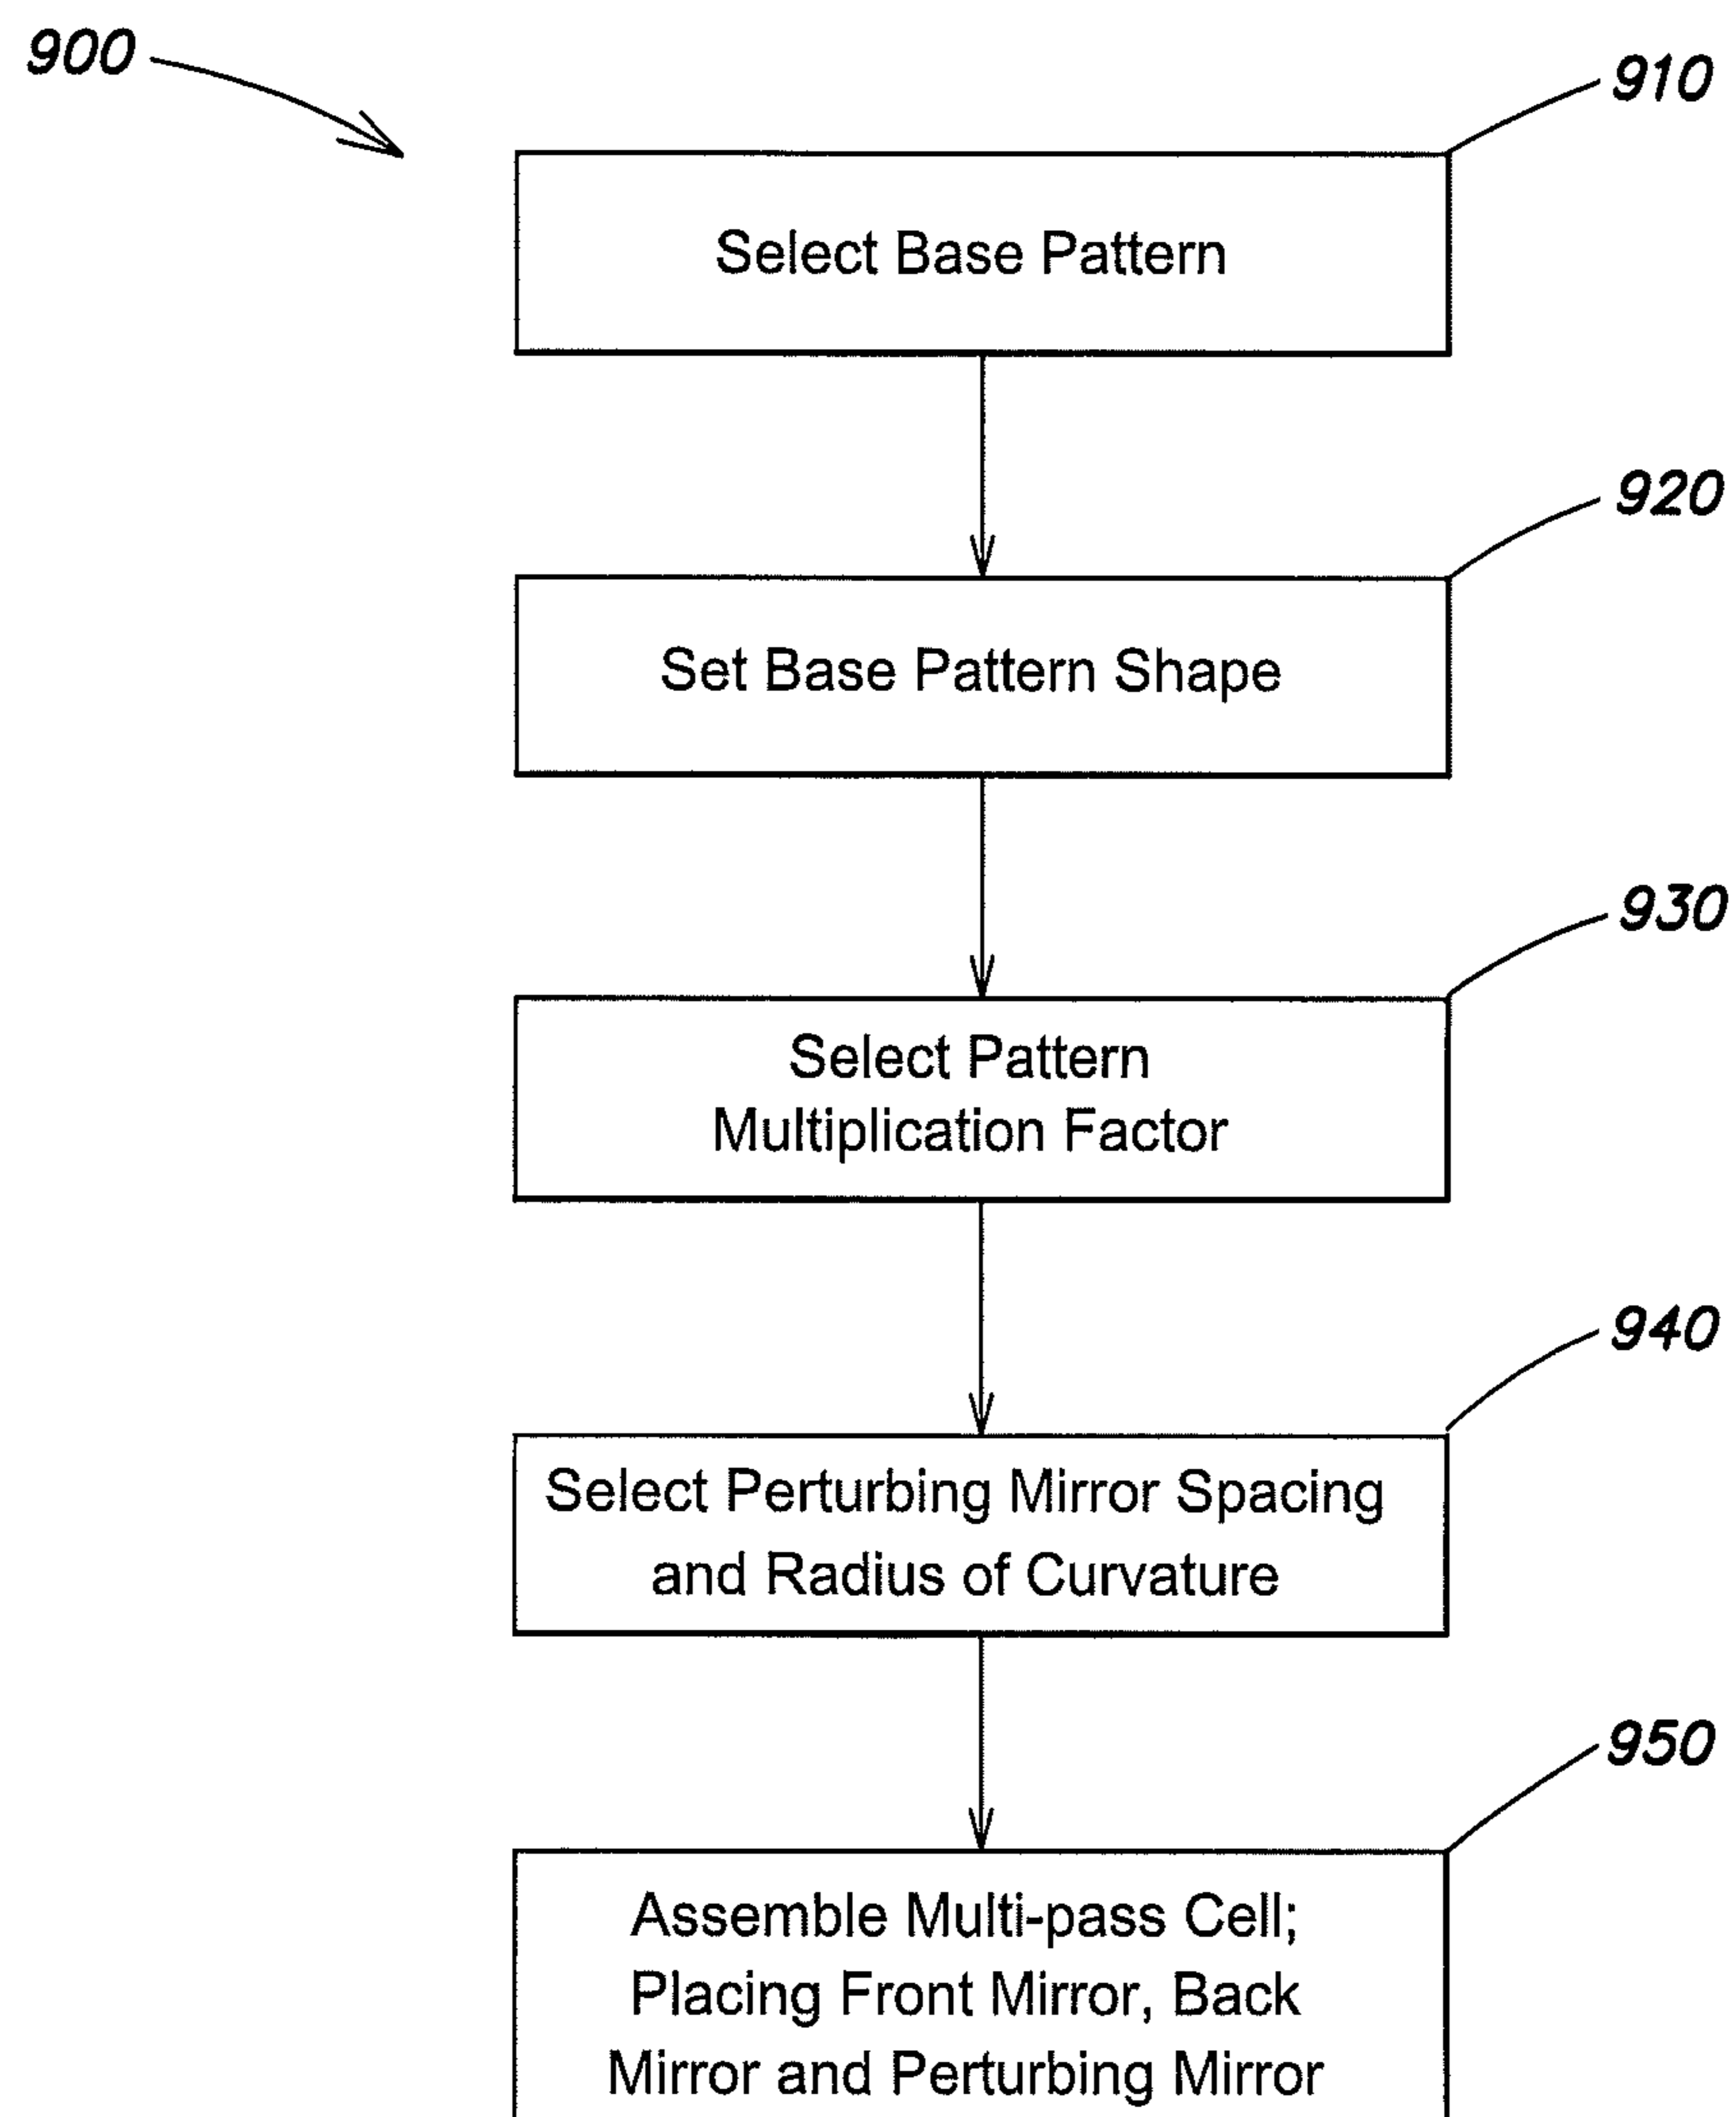 900
910
Select Base Pattern
920
Set Base Pattern Shape
930
Select Pattern
Multiplication Factor
940
Select Perturbing Mirror Spacing
and Radius of Curvature
950
Assemble Multi-pass Cell;
Placing Front Mirror, Back
Mirror and Perturbing Mirror